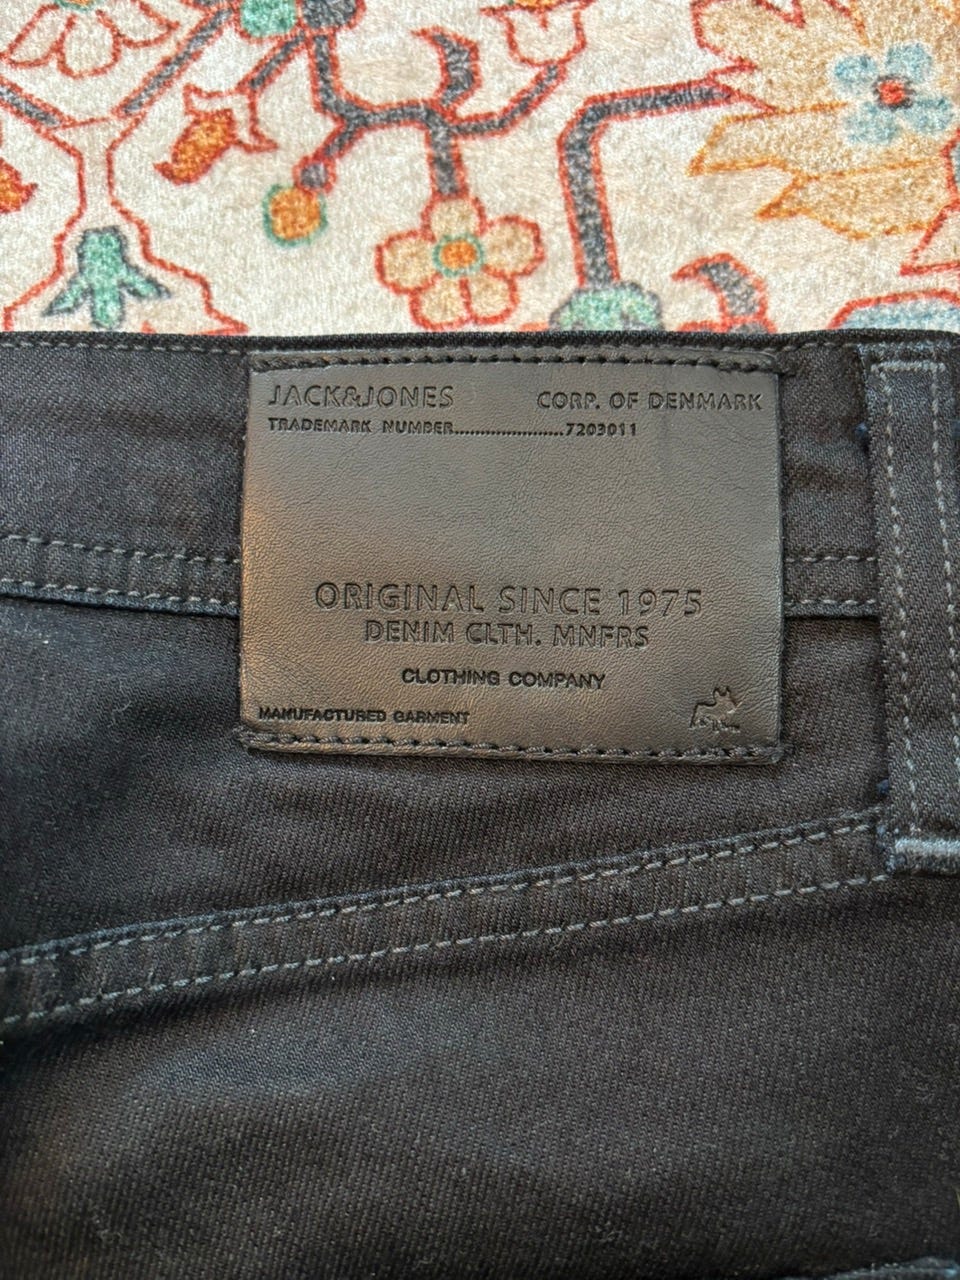 JACK&JONES CORP. OF DENMARK
TRADEMARK NUMBER.......................7203011
ORIGINAL SINCE 1975
DENIM CLTH. MNFRS
CLOTHING COMPANY
MANUFACTURED GARMENT